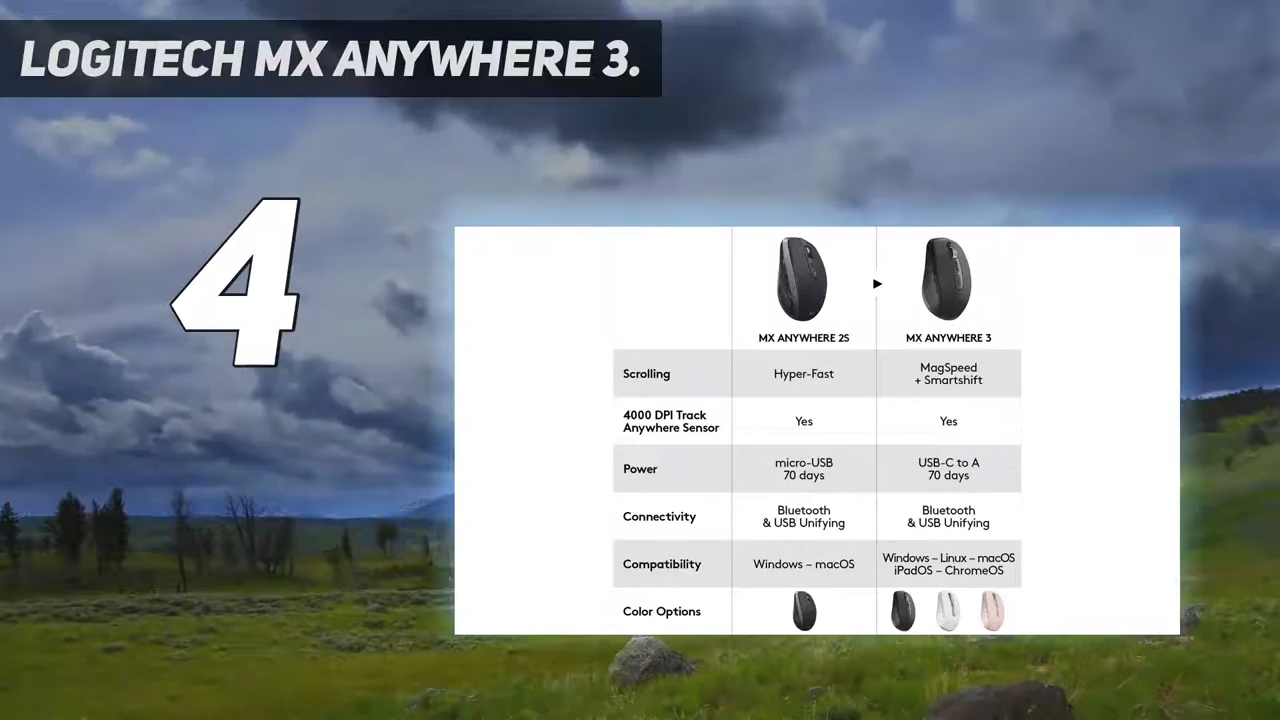 LOGITECH MX ANYWHERE 3.
4
MX ANYWHERE 2S
MX ANYWHERE 3
Scrolling
Hyper-Fast
MagSpeed
+ Smartshift
4000 DPI Track
Anywhere Sensor
Yes
Yes
Power
micro-USB
70 days
USB-C to A
70 days
Connectivity
Bluetooth
& USB Unifying
Bluetooth
& USB Unifying
Compatibility
Windows – macOS
Windows – Linux – macOS
iPadOS – ChromeOS
Color Options